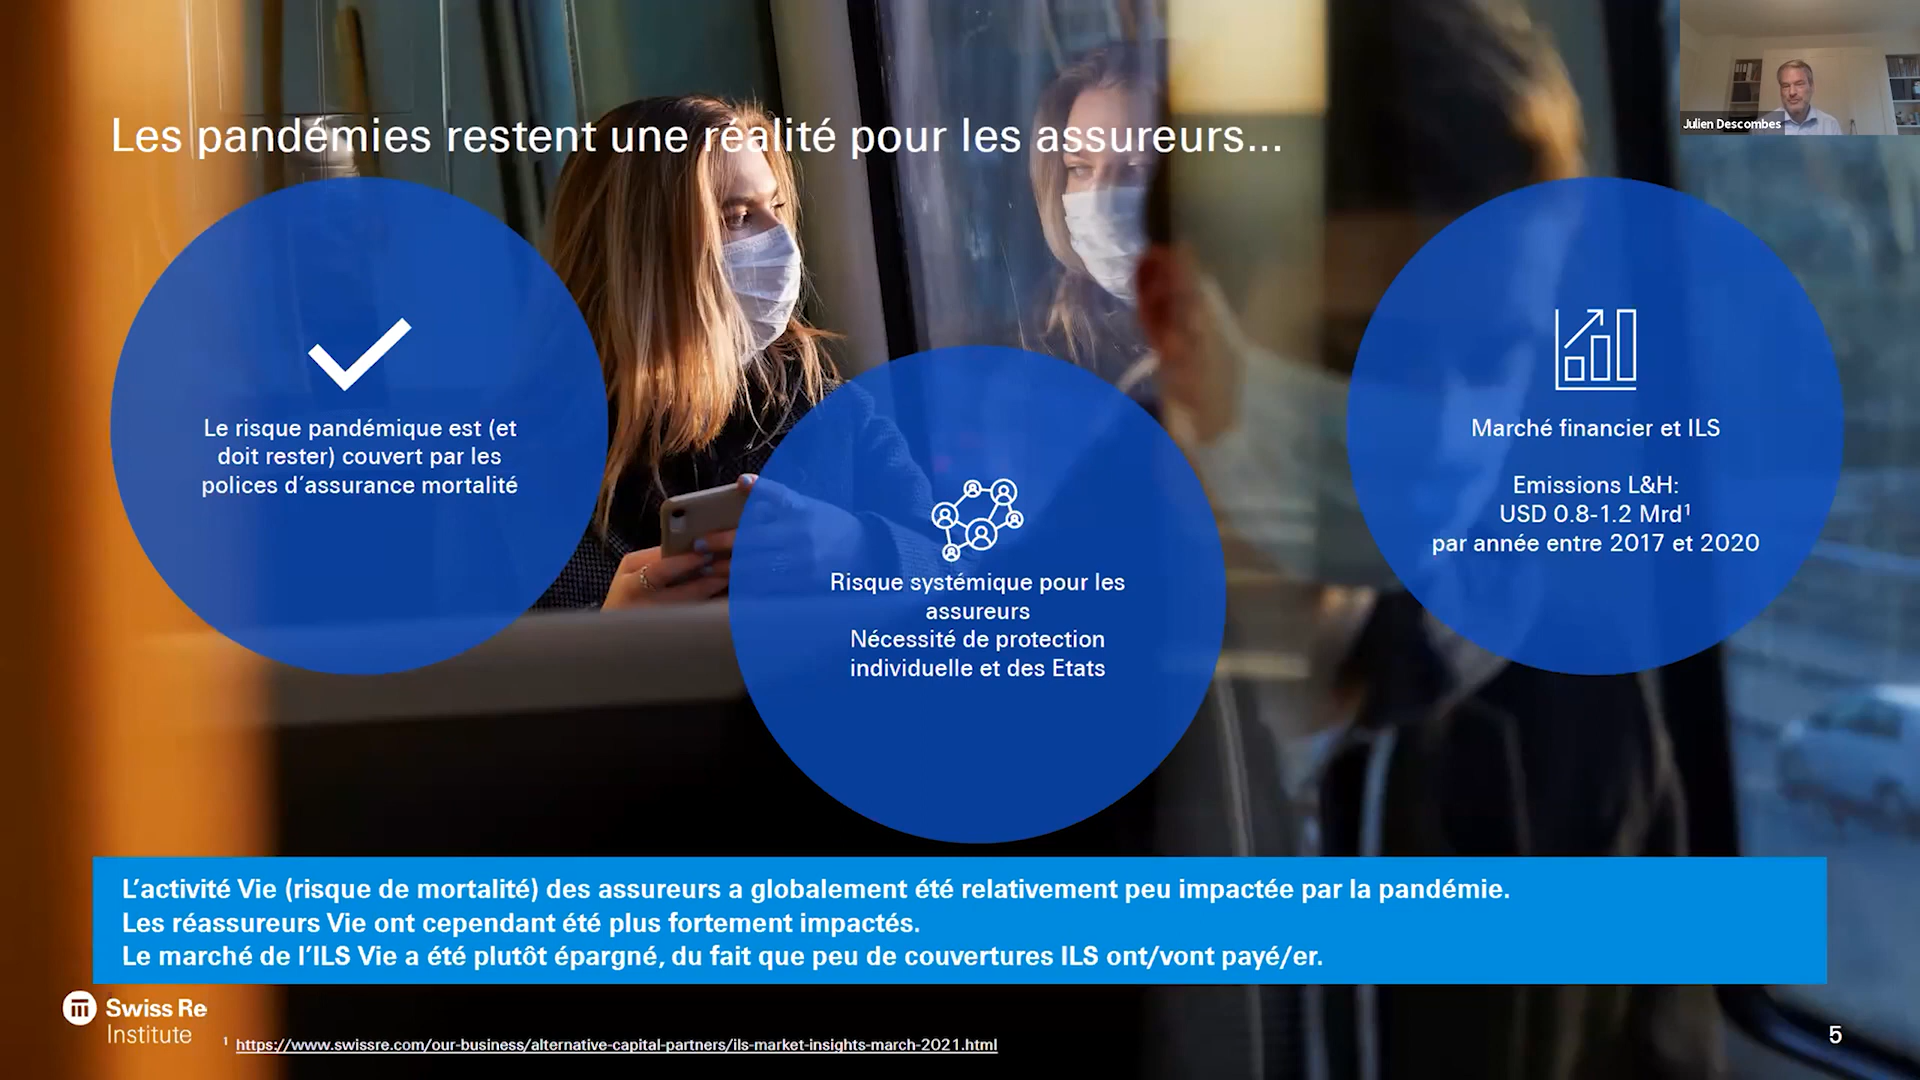 Julien Descombes
Les pandémies restent une réalité pour les assureurs...
Le risque pandémique est (et
doit rester) couvert par les
polices d’assurance mortalité
Risque systémique pour les
assureurs
Nécessité de protection
individuelle et des Etats
Marché financier et ILS
Emissions L&H:
USD 0.8-1.2 Mrd¹
par année entre 2017 et 2020
L’activité Vie (risque de mortalité) des assureurs a globalement été relativement peu impactée par la pandémie.
Les réassureurs Vie ont cependant été plus fortement impactés.
Le marché de l’ILS Vie a été plutôt épargné, du fait que peu de couvertures ILS ont/vont payé/er.
Swiss Re
Institute
¹ https://www.swissre.com/our-business/alternative-capital-partners/ils-market-insights-march-2021.html
5